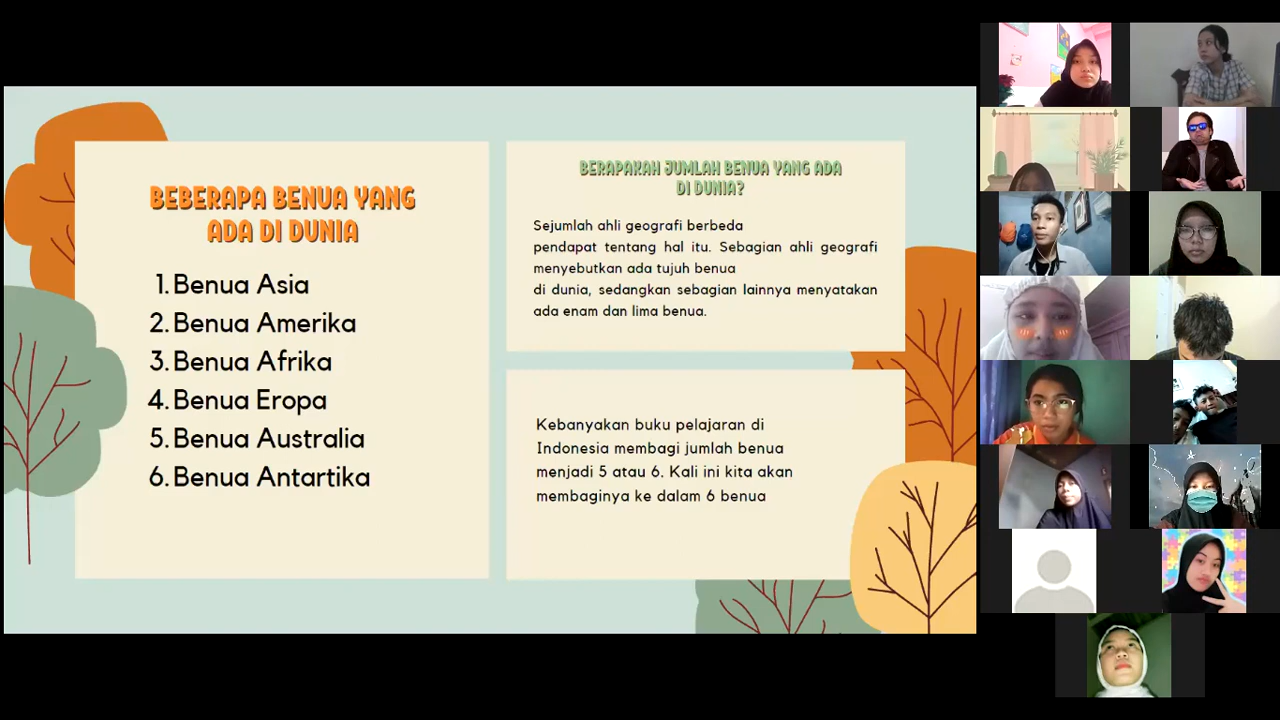 BEBERAPA BENUA YANG
ADA DI DUNIA
1. Benua Asia
2. Benua Amerika
3. Benua Afrika
4. Benua Eropa
5. Benua Australia
6. Benua Antartika
BERAPAKAH JUMLAH BENUA YANG ADA
DI DUNIA?
Sejumlah ahli geografi berbeda
pendapat tentang hal itu. Sebagian ahli geografi
menyebutkan ada tujuh benua
di dunia, sedangkan sebagian lainnya menyatakan
ada enam dan lima benua.
Kebanyakan buku pelajaran di
Indonesia membagi jumlah benua
menjadi 5 atau 6. Kali ini kita akan
membaginya ke dalam 6 benua